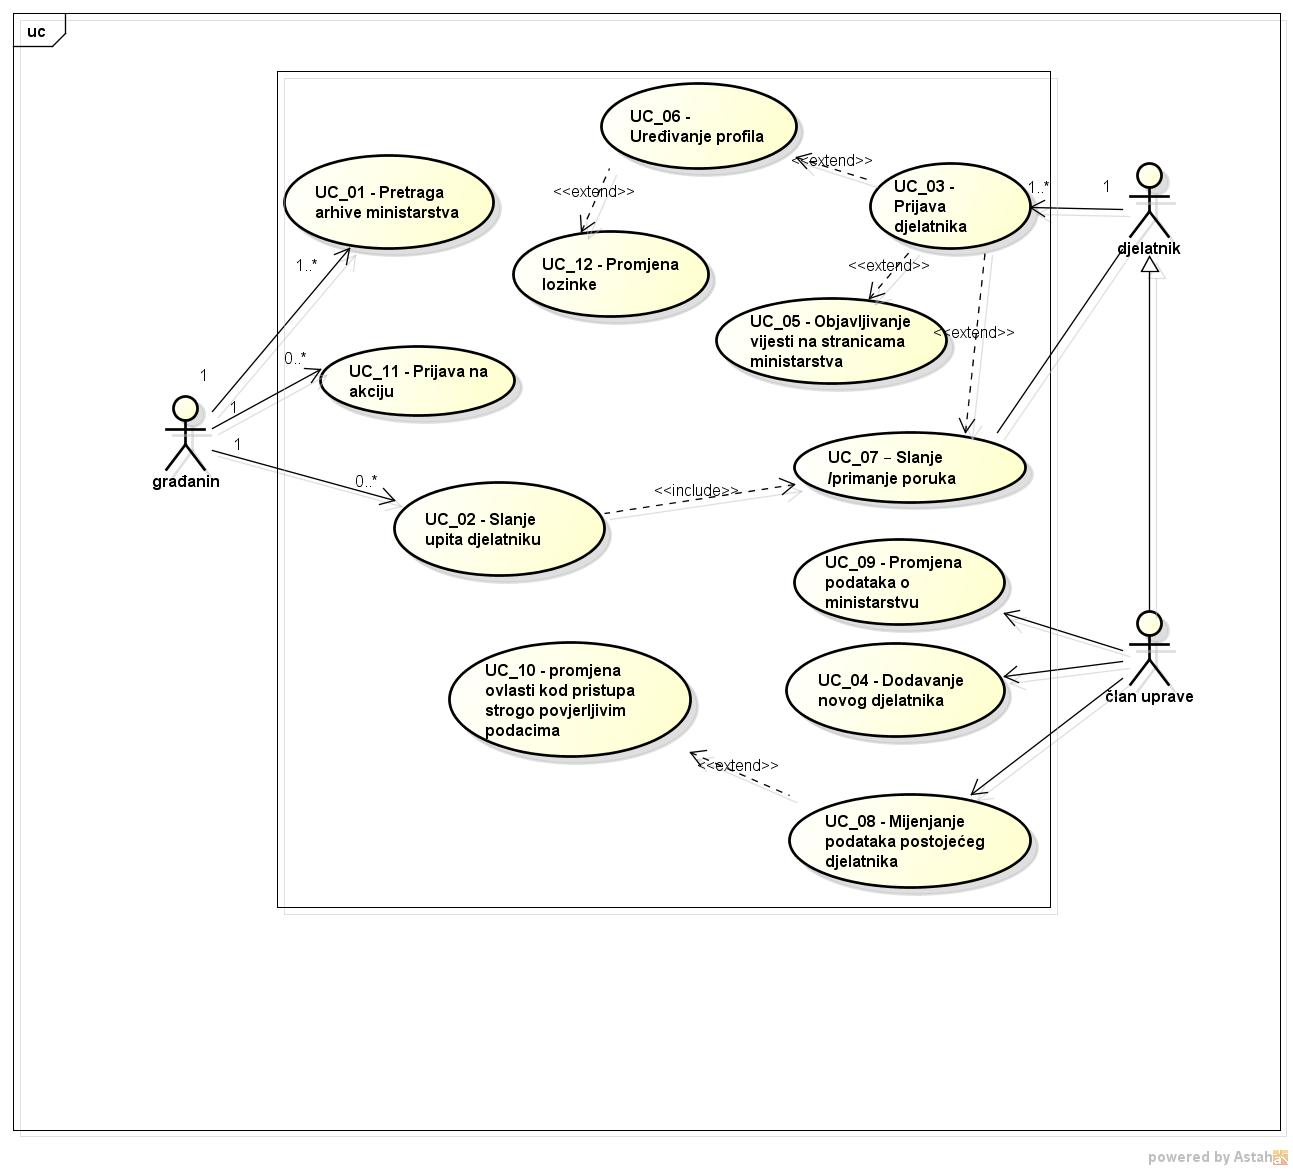 uc
UC_06 -
Uređivanje profila
<<extend>>
UC_01 - Pretraga
arhive ministarstva
<<extend>>
UC_03 -
Prijava
djelatnika
1..*
1
djelatnik
UC_12 - Promjena
lozinke
<<extend>>
1..*
UC_05 - Objavljivanje
vijesti na stranicama
ministarstva
<<extend>>
0..*
1
UC_11 - Prijava na
akciju
1
1
građanin
0..*
UC_07 – Slanje
/primanje poruka
<<include>>
UC_02 - Slanje
upita djelatniku
UC_09 - Promjena
podataka o
ministarstvu
UC_10 - promjena
ovlasti kod pristupa
strogo povjerljivim
podacima
UC_04 - Dodavanje
novog djelatnika
član uprave
<<extend>>
UC_08 - Mijenjanje
podataka postojećeg
djelatnika
powered by Astah